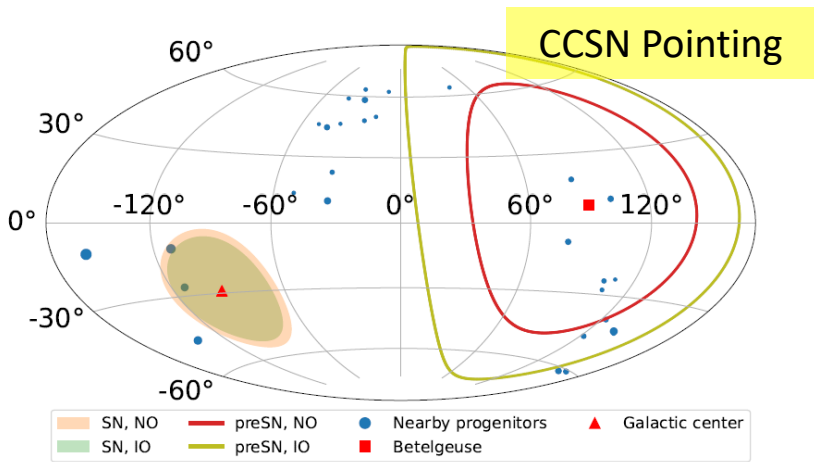 CCSN Pointing
60°
30°
-120° -60° 0° 60° 120°
0°
-30°
-60°
SN, NO preSN, NO Nearby progenitors Galactic center
SN, IO preSN, IO Betelgeuse